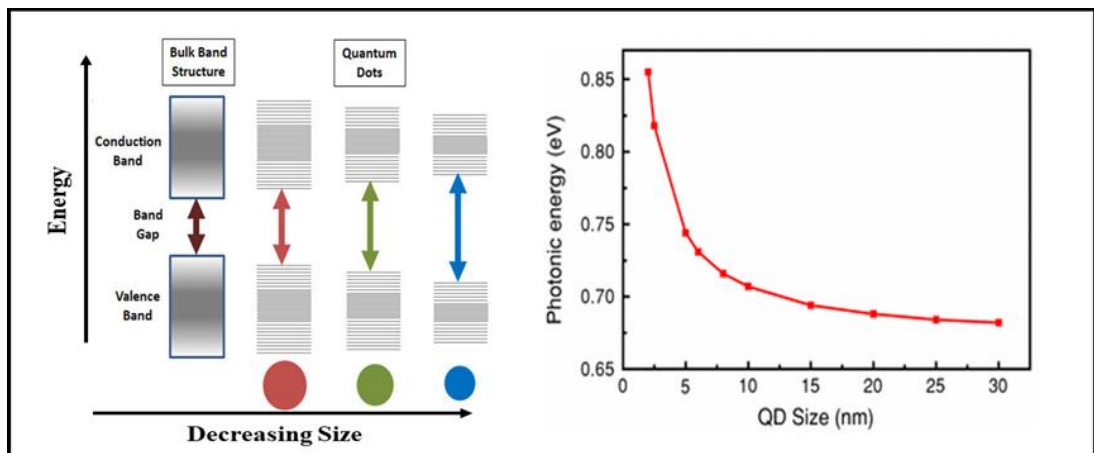 Bulk Band
Structure
Quantum
Dots
Conduction
Band
Band
Gap
Valence
Band
Energy
Decreasing Size
Photonic energy (eV)
0.85
0.80
0.75
0.70
0.65
0
5
10
15
20
25
30
QD Size (nm)